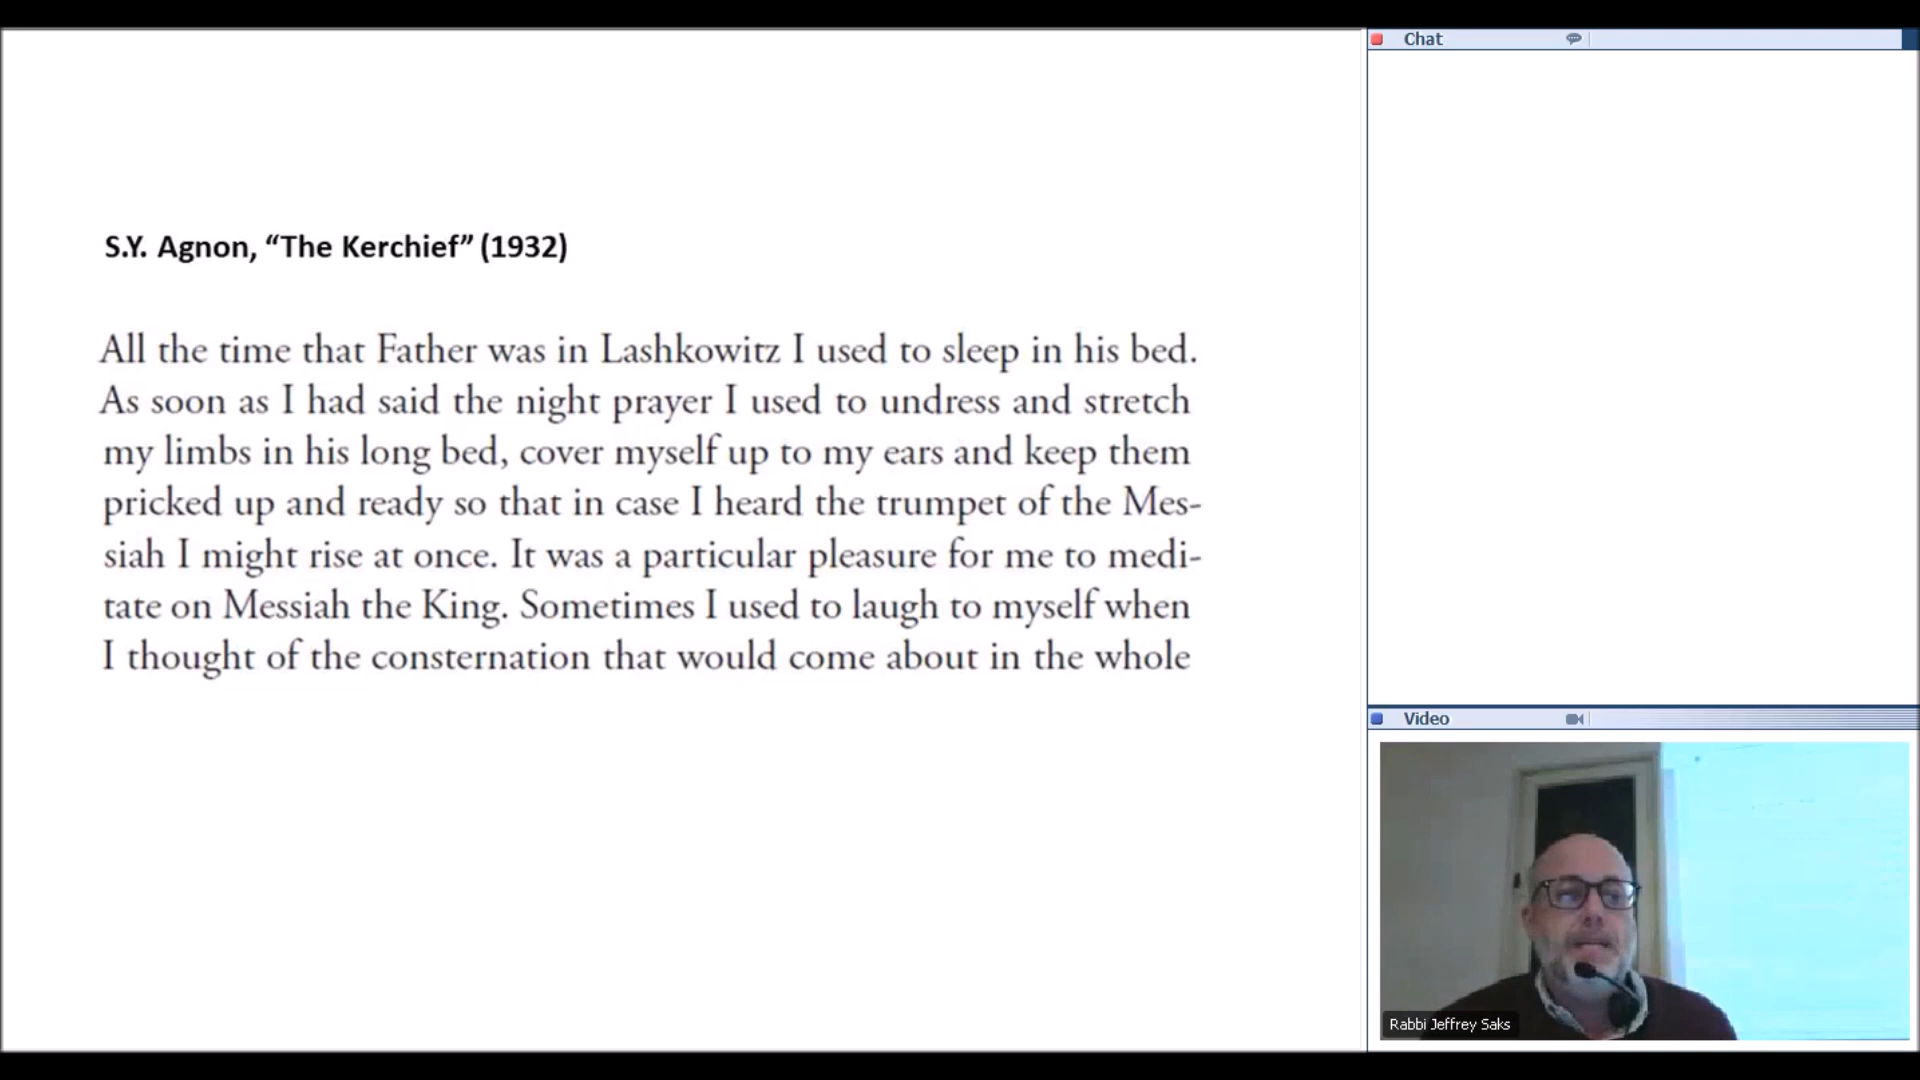 S.Y. Agnon, “The Kerchief” (1932)
All the time that Father was in Lashkowitz I used to sleep in his bed.
As soon as I had said the night prayer I used to undress and stretch
my limbs in his long bed, cover myself up to my ears and keep them
pricked up and ready so that in case I heard the trumpet of the Mes-
siah I might rise at once. It was a particular pleasure for me to medi-
tate on Messiah the King. Sometimes I used to laugh to myself when
I thought of the consternation that would come about in the whole
Chat
Video
Rabbi Jeffrey Saks